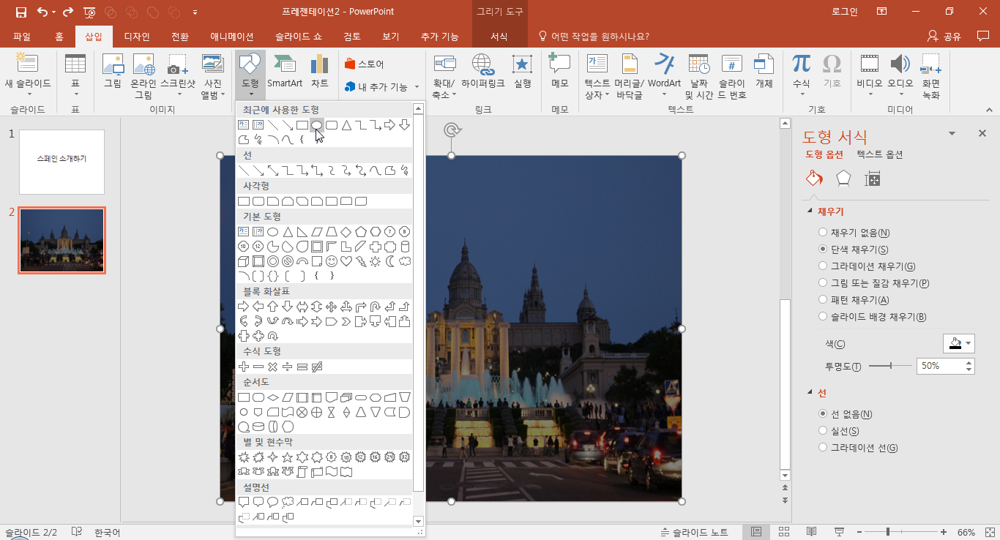 프레젠테이션2 - PowerPoint
그리기 도구
로그인
파일 홈 삽입 디자인 전환 애니메이션 슬라이드 쇼 검토 보기 추가 기능 서식 어떤 작업을 원하시나요? 공유
새 슬라이드
표
그림
온라인 그림
스크린샷
사진 앨범
도형
SmartArt
차트
스토어
내 추가 기능
확대/축소
하이퍼링크
실행
메모
텍스트 상자
머리글/바닥글
WordArt
날짜 및 시간
슬라이드 번호
개체
수식
기호
비디오
오디오
화면 녹화
슬라이드 표 이미지 링크 메모 텍스트 기호 미디어
최근에 사용한 도형
선
사각형
기본 도형
블록 화살표
수식 도형
순서도
별 및 현수막
설명선
1
스페인 소개하기
2
도형 서식
도형 옵션 텍스트 옵션
채우기
채우기 없음(N)
단색 채우기(S)
그라데이션 채우기(G)
그림 또는 질감 채우기(P)
패턴 채우기(A)
슬라이드 배경 채우기(B)
색(C)
투명도(T) 50%
선
선 없음(N)
실선(S)
그라데이션 선(G)
슬라이드 2/2 한국어 슬라이드 노트 66%